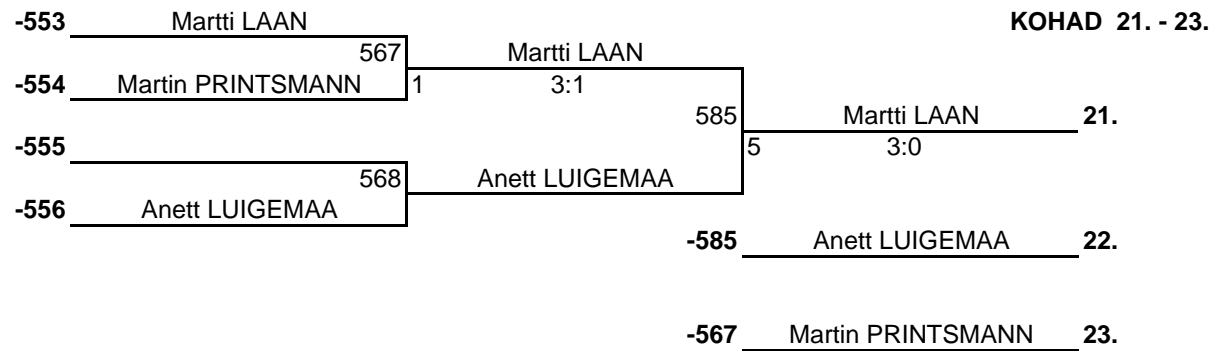 -553 Martti LAAN KOHAD 21. - 23.
567 Martti LAAN
-554 Martin PRINTSMANN 1 3:1
585 Martti LAAN 21.
-555 5 3:0
568 Anett LUIGEMAA
-556 Anett LUIGEMAA
-585 Anett LUIGEMAA 22.
-567 Martin PRINTSMANN 23.